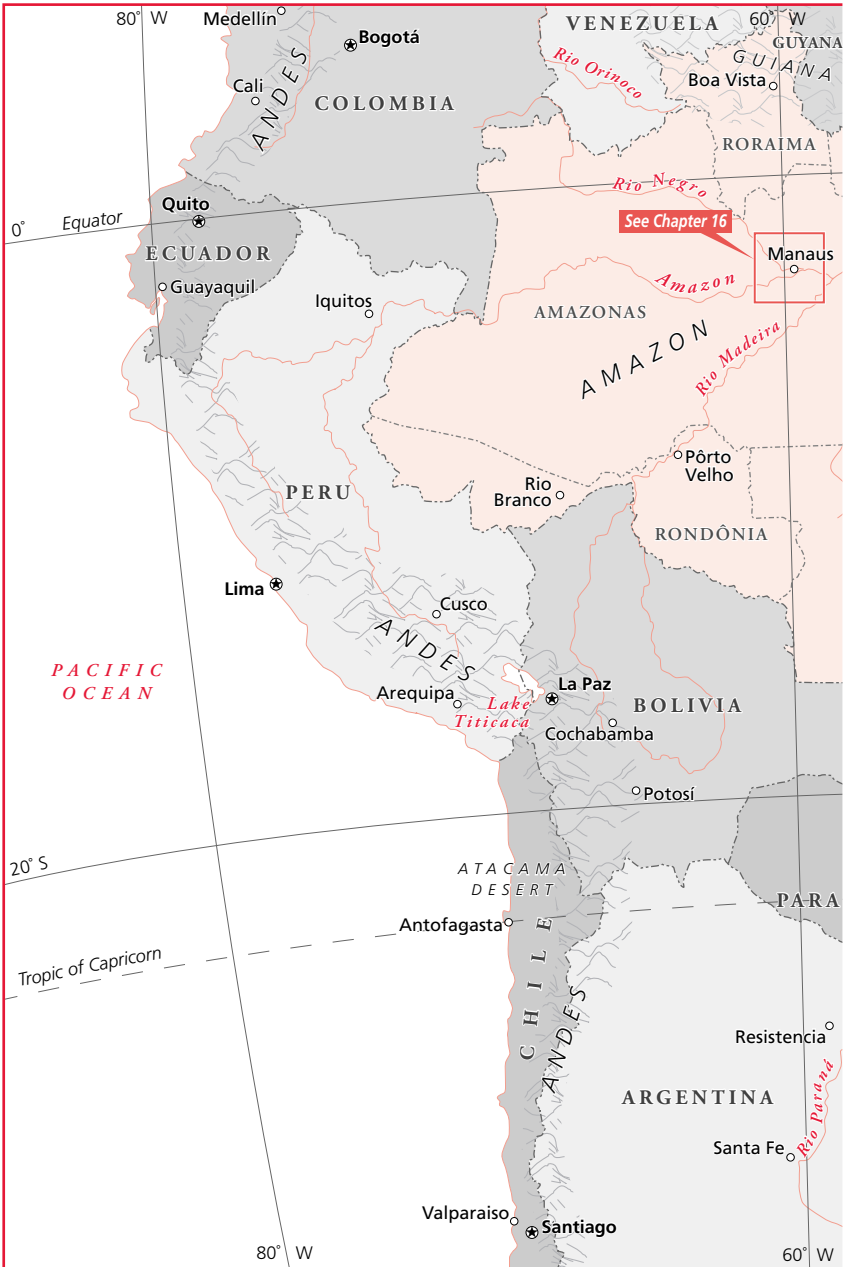 80° W
Medellín
Bogotá
VENEZUELA
60° W
GUYANA
GUIANA
Rio Orinoco
Boa Vista
Cali
ANDES
COLOMBIA
RORAIMA
Rio Negro
Quito
0°
Equator
See Chapter 16
ECUADOR
Manaus
Guayaquil
Iquitos
Amazon
AMAZONAS
AMAZON
Rio Madeira
Pôrto
Velho
PERU
Rio
Branco
RONDÔNIA
Lima
Cusco
ANDES
PACIFIC
OCEAN
Arequipa
Lake
Titicaca
La Paz
BOLIVIA
Cochabamba
Potosí
20° S
ATACAMA
DESERT
PARA
Antofagasta
Tropic of Capricorn
CHILE
ANDES
Resistencia
ARGENTINA
Rio Paraná
Santa Fe
Valparaiso
Santiago
80° W
60° W